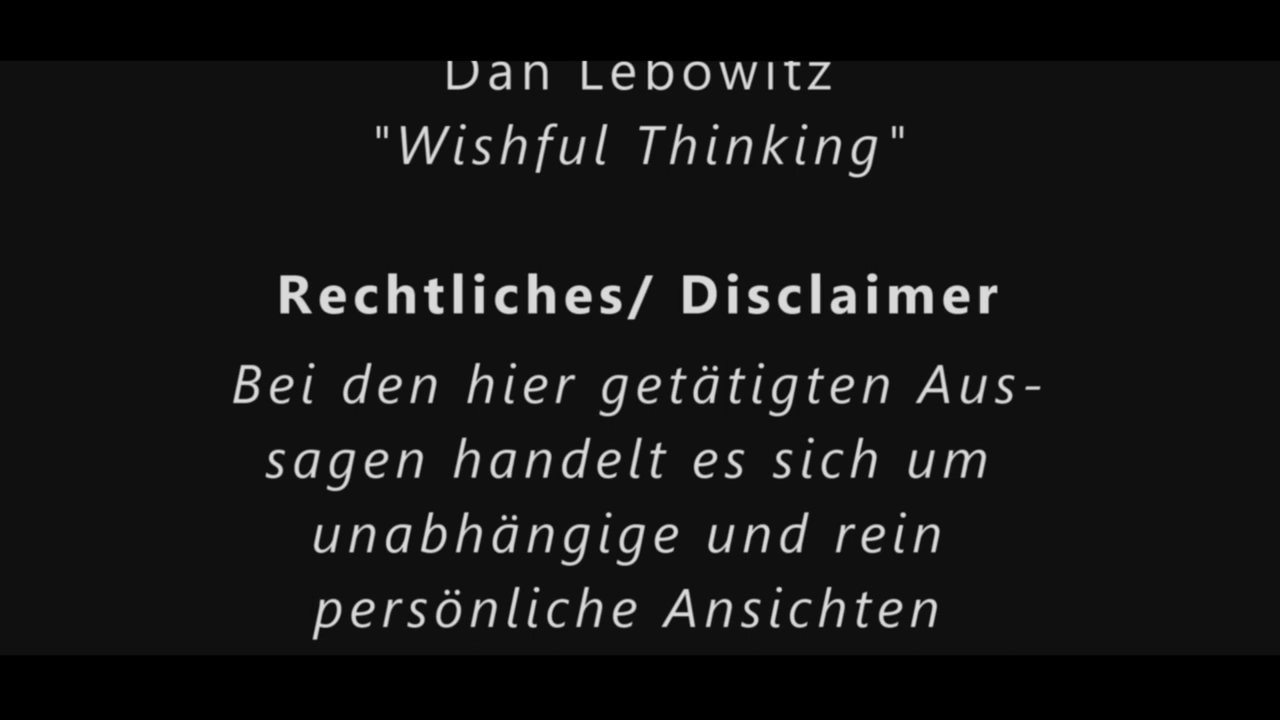 Dan Lebowitz
"Wishful Thinking"
Rechtliches/ Disclaimer
Bei den hier getätigten Aus-
sagen handelt es sich um
unabhängige und rein
persönliche Ansichten